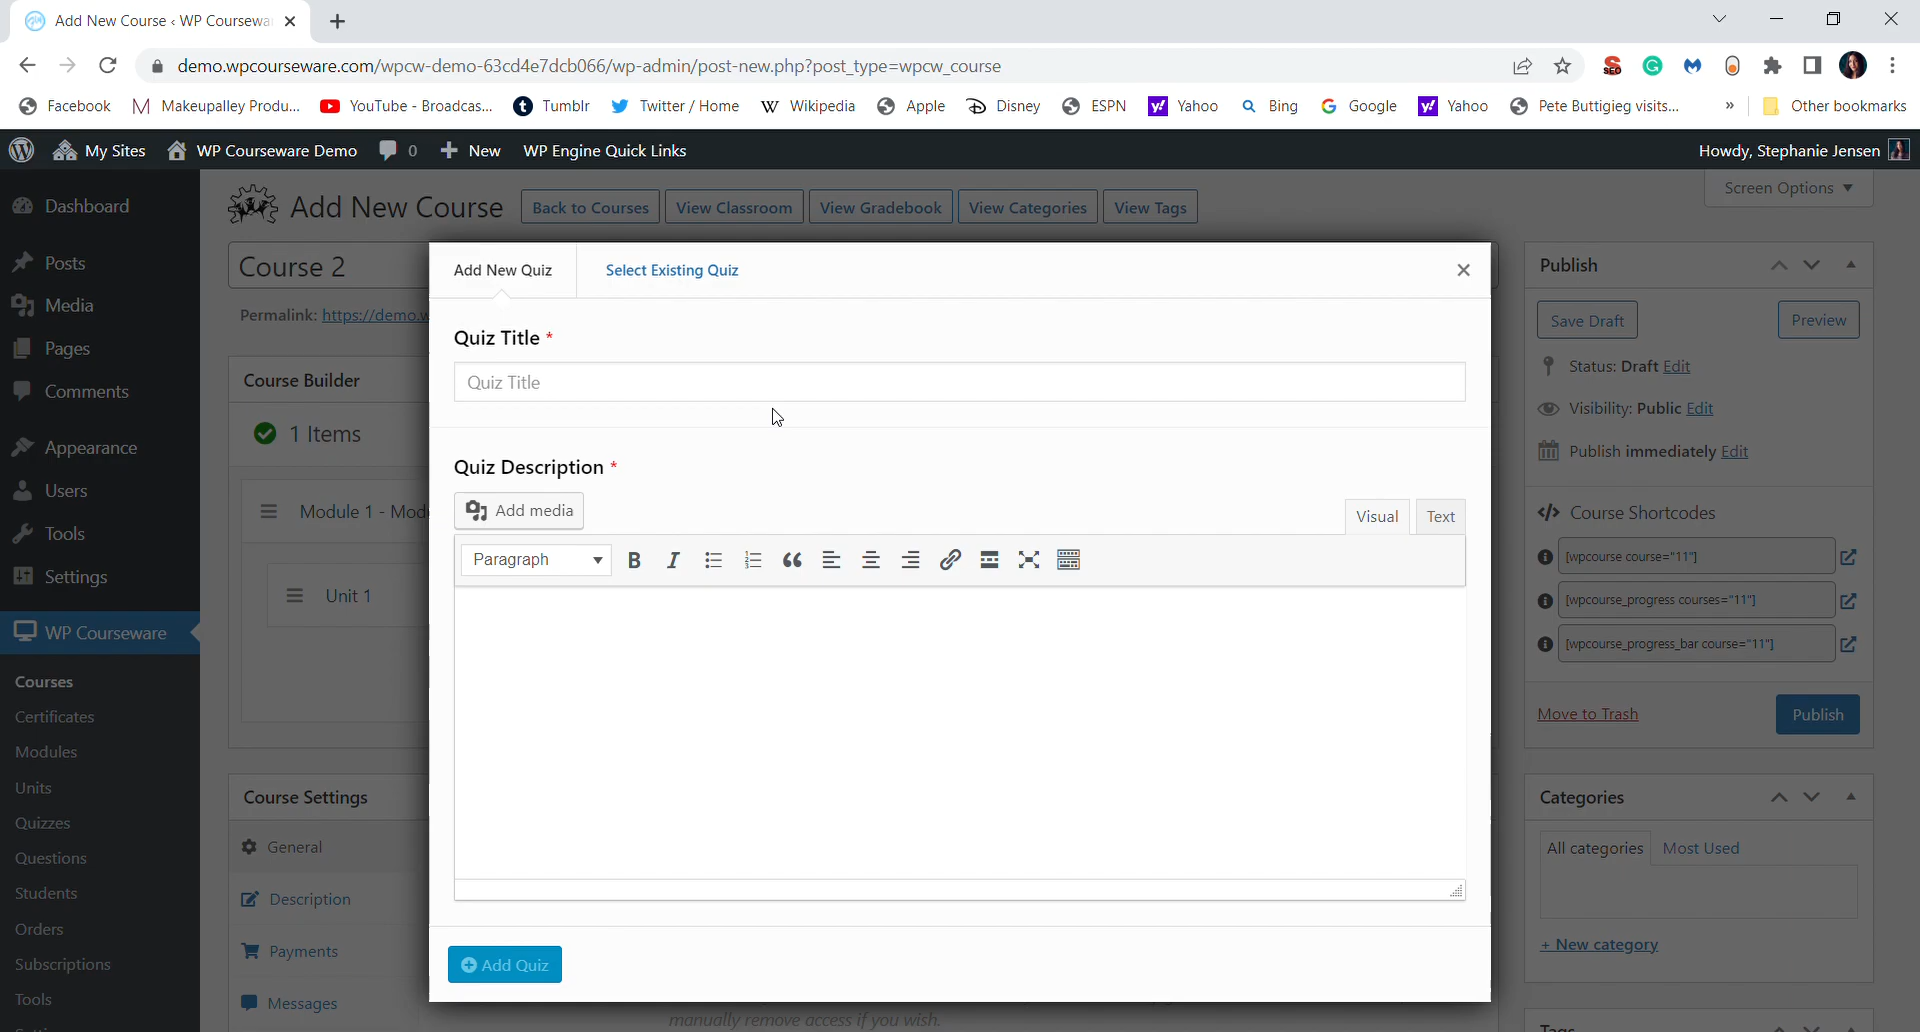 Add New Course ‹ WP Coursewa
demo.wpcourseware.com/wpcw-demo-63cd4e7dcb066/wp-admin/post-new.php?post_type=wpcw_course
SEO
Facebook
Makeupalley Produ...
YouTube - Broadcas...
Tumblr
Twitter / Home
Wikipedia
Apple
Disney
ESPN
Yahoo
Bing
Google
Yahoo
Pete Buttigieg visits...
»
Other bookmarks
My Sites
WP Courseware Demo
0
New
WP Engine Quick Links
Howdy, Stephanie Jensen
Dashboard
Posts
Media
Pages
Comments
Appearance
Users
Tools
Settings
WP Courseware
Courses
Certificates
Modules
Units
Quizzes
Questions
Students
Orders
Subscriptions
Tools
Add New Course
Back to Courses
View Classroom
View Gradebook
View Categories
View Tags
Screen Options
Course 2
Permalink: https://demo.w
Course Builder
1 Items
Module 1 - Mod
Unit 1
Course Settings
General
Description
Payments
Messages
Add New Quiz
Select Existing Quiz
Quiz Title *
Quiz Title
Quiz Description *
Add media
Visual
Text
Paragraph
Add Quiz
manually remove access if you wish.
Publish
Save Draft
Preview
Status: Draft Edit
Visibility: Public Edit
Publish immediately Edit
Course Shortcodes
[wpcourse course="11"]
[wpcourse_progress courses="11"]
[wpcourse_progress_bar course="11"]
Move to Trash
Publish
Categories
All categories
Most Used
+ New category